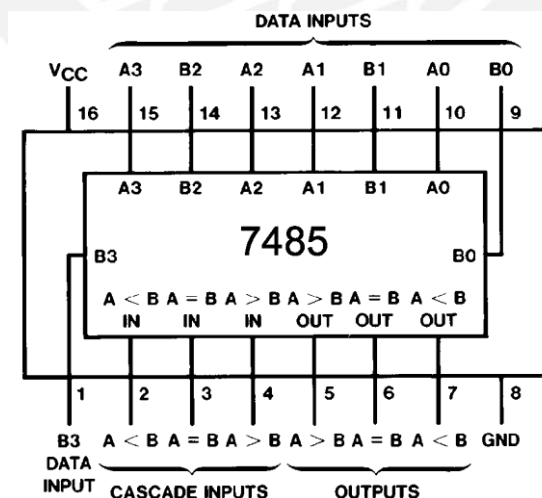 DATA INPUTS
VCC A3 B2 A2 A1 B1 A0 B0
16 15 14 13 12 11 10 9
A3 B2 A2 A1 B1 A0
7485
B3 B0
A < B A = B A > B A > B A = B A < B
IN IN IN OUT OUT OUT
1 2 3 4 5 6 7 8
B3 A < B A = B A > B A > B A = B A < B GND
DATA
INPUT CASCADE INPUTS OUTPUTS